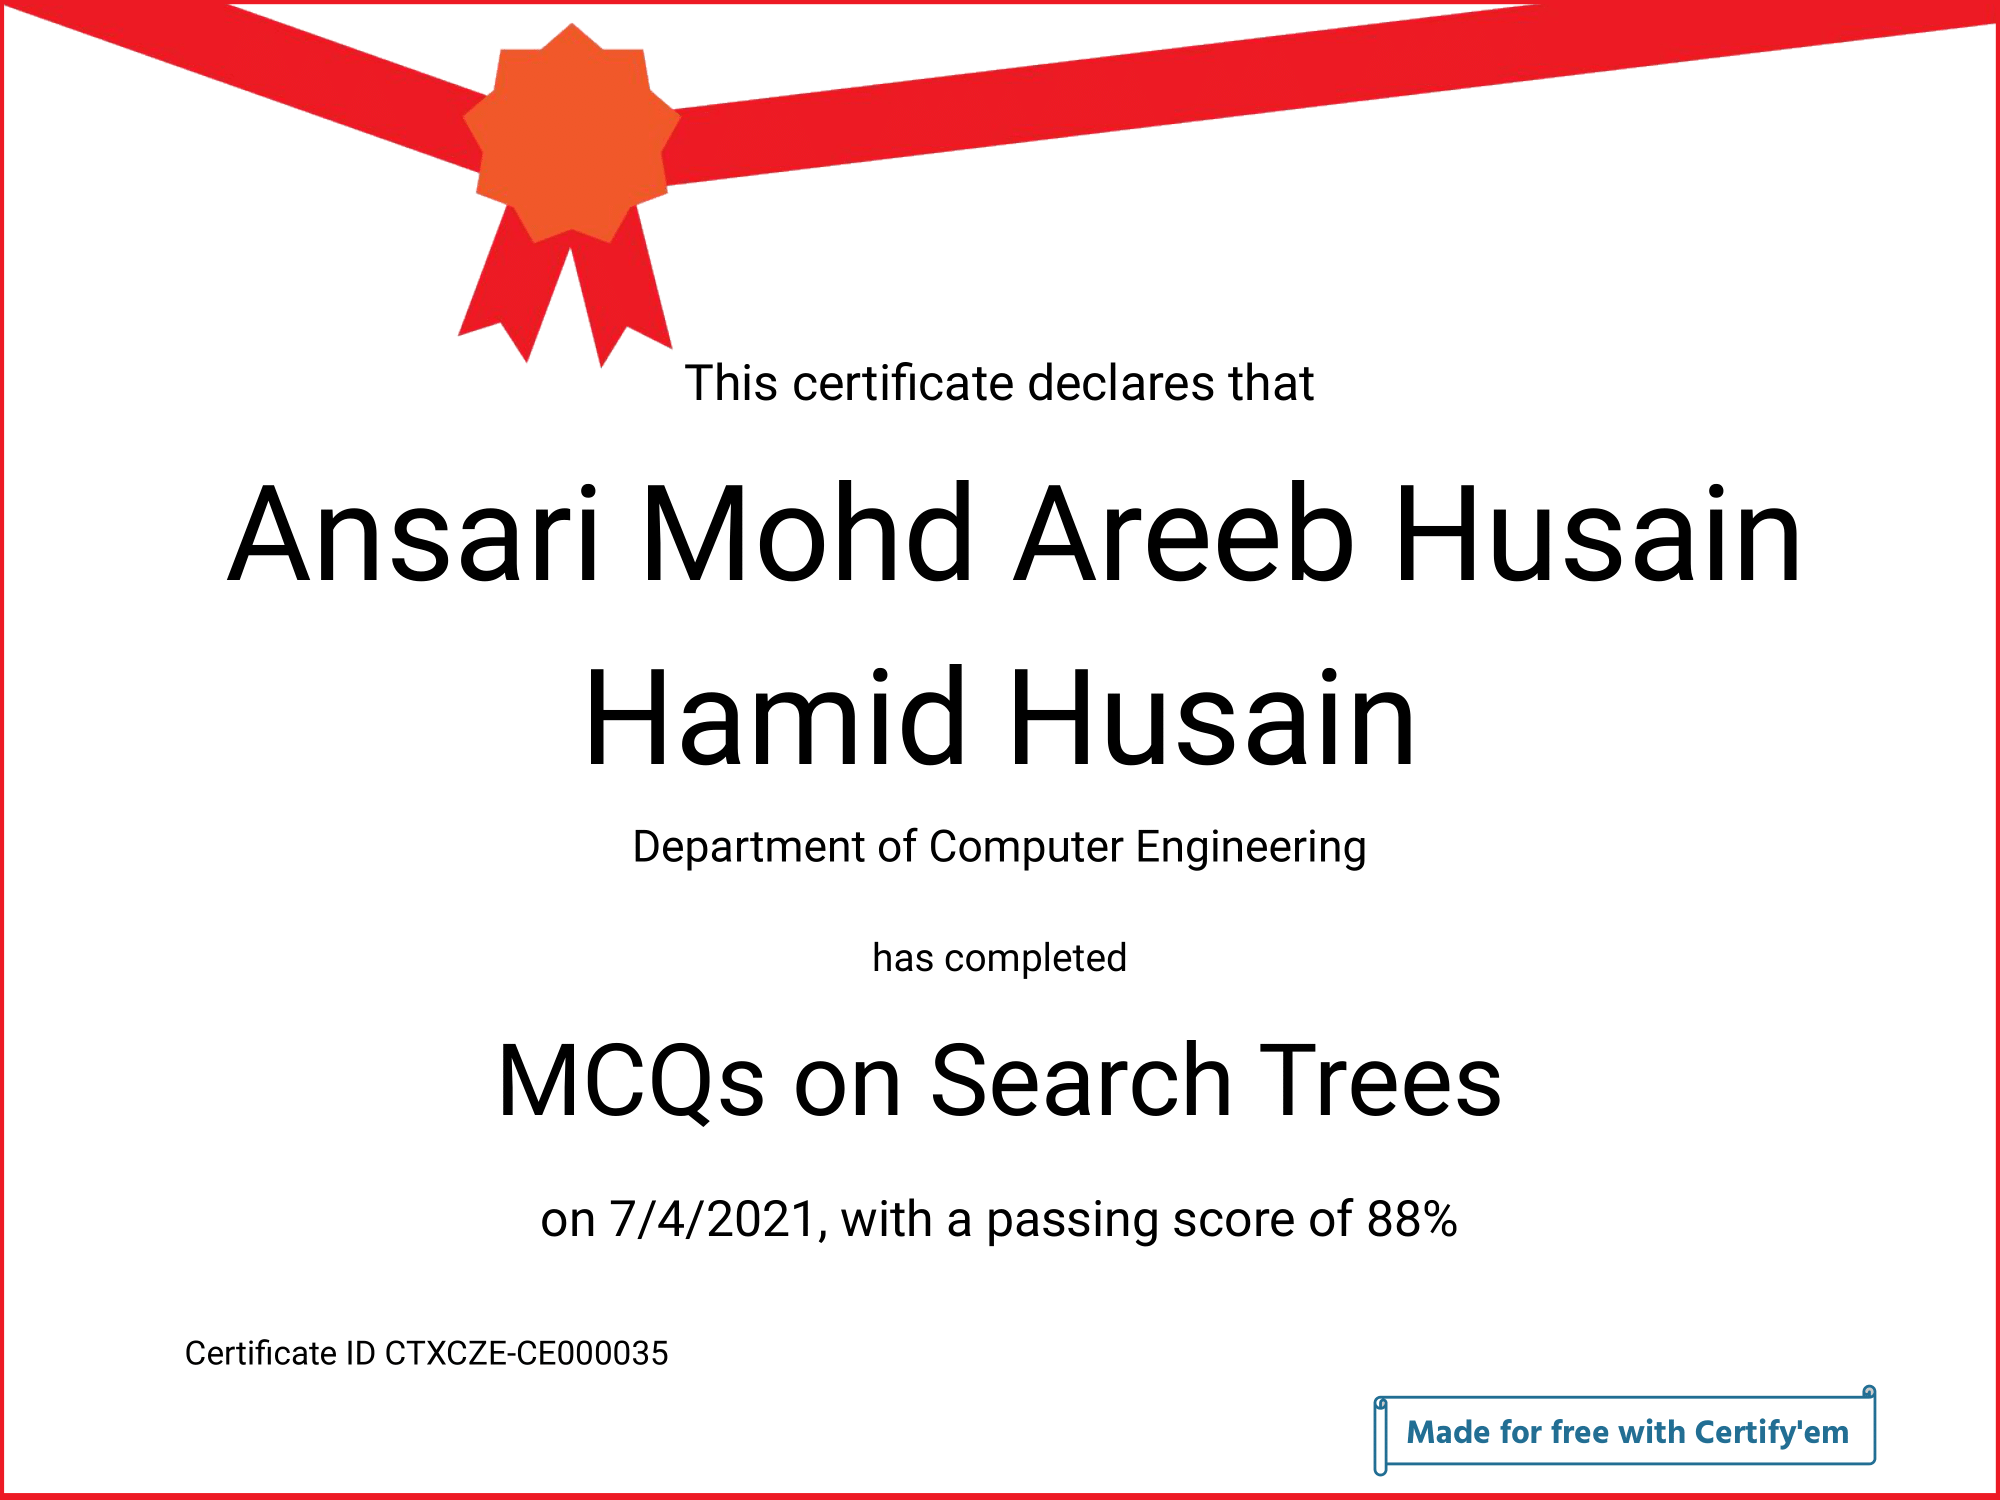 This certificate declares that
Ansari Mohd Areeb Husain
Hamid Husain
Department of Computer Engineering
has completed
MCQs on Search Trees
on 7/4/2021, with a passing score of 88%
Certificate ID CTXCZE-CE000035
Made for free with Certify'em